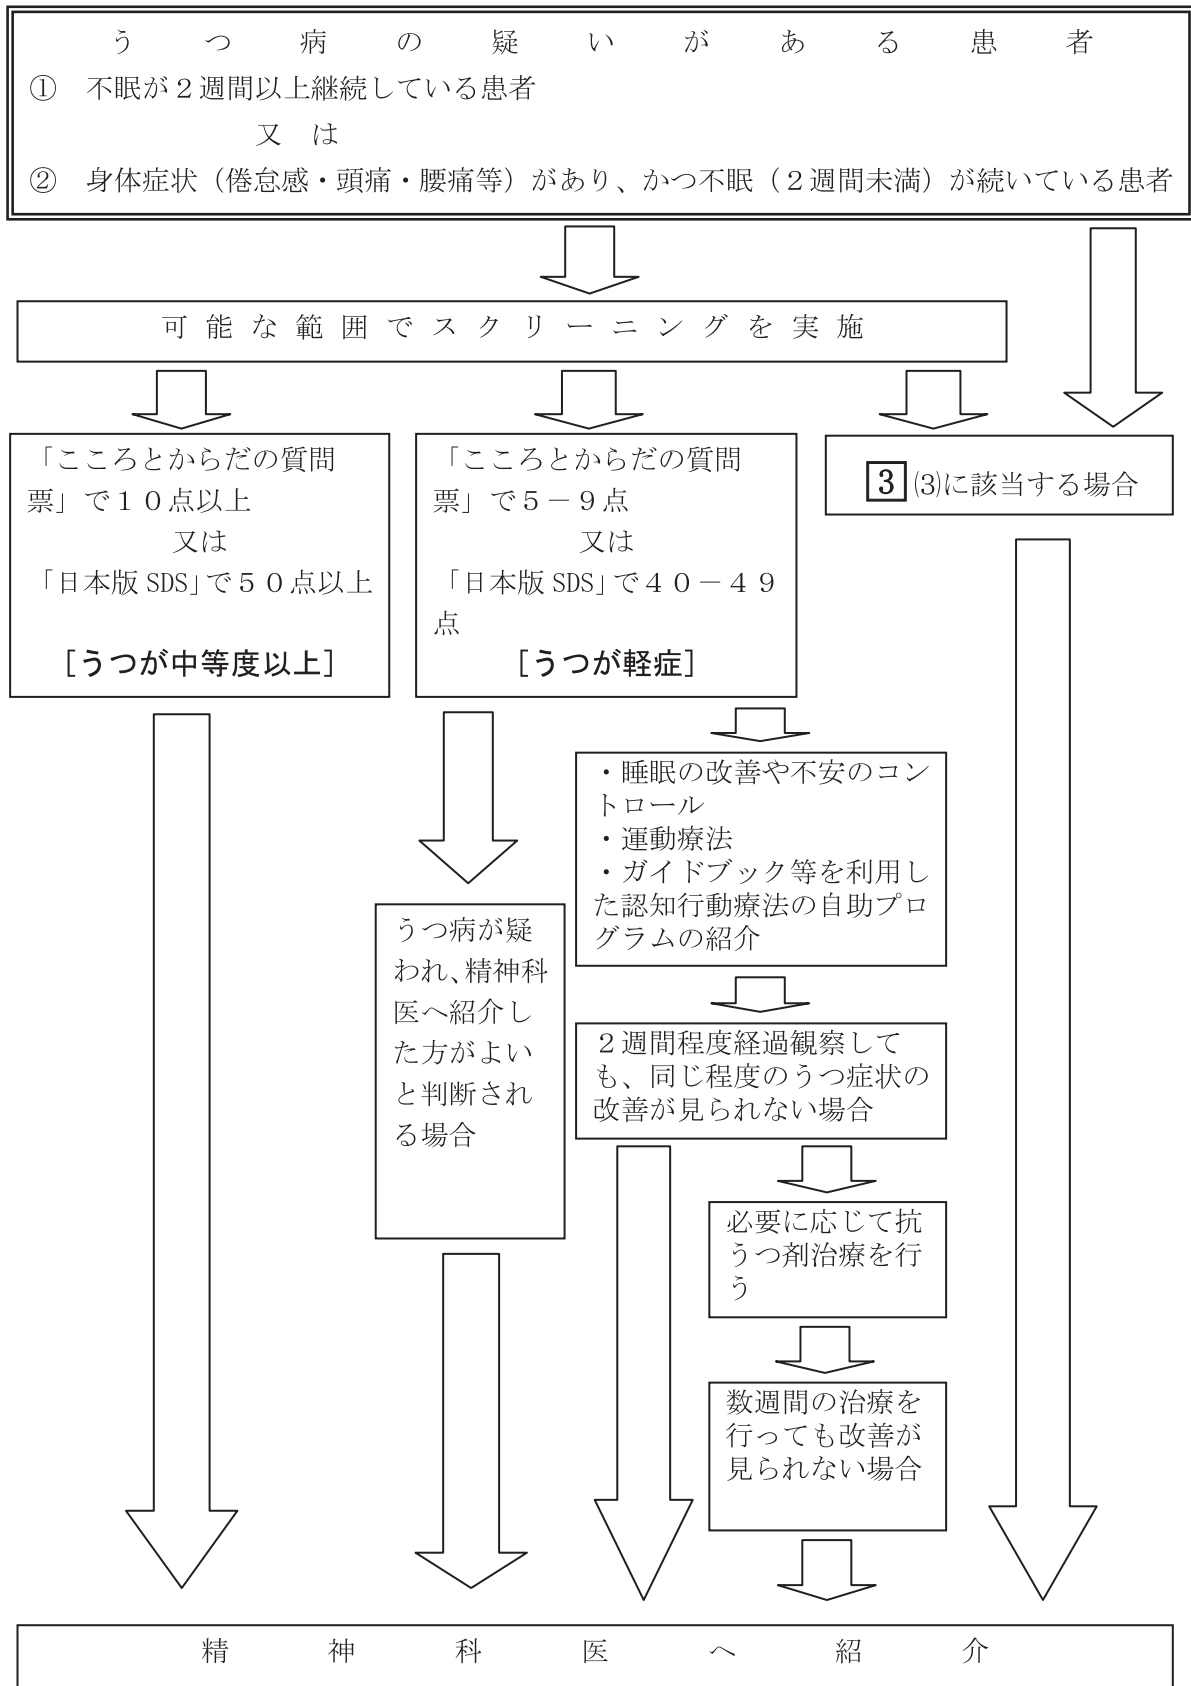 うつ病の疑いがある患者
① 不眠が２週間以上継続している患者
又 は
② 身体症状（倦怠感・頭痛・腰痛等）があり、かつ不眠（２週間未満）が続いている患者
可能な範囲でスクリーニングを実施
「こころとからだの質問
票」で１０点以上
又は
「日本版 SDS」で５０点以上
［うつが中等度以上］
「こころとからだの質問
票」で５－９点
又は
「日本版 SDS」で４０－４９
点
［うつが軽症］
3 ⑶に該当する場合
・睡眠の改善や不安のコン
トロール
・運動療法
・ガイドブック等を利用し
た認知行動療法の自助プロ
グラムの紹介
うつ病が疑
われ、精神科
医へ紹介し
た方がよい
と判断され
る場合
２週間程度経過観察して
も、同じ程度のうつ症状の
改善が見られない場合
必要に応じて抗
うつ剤治療を行
う
数週間の治療を
行っても改善が
見られない場合
精神科医へ紹介